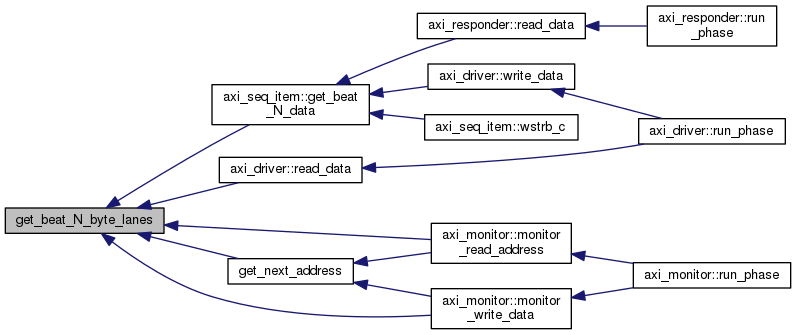 axi_responder::read_data
axi_responder::run
_phase
axi_driver::write_data
axi_seq_item::get_beat
_N_data
axi_seq_item::wstrb_c
axi_driver::run_phase
axi_driver::read_data
get_beat_N_byte_lanes
axi_monitor::monitor
_read_address
get_next_address
axi_monitor::run_phase
axi_monitor::monitor
_write_data